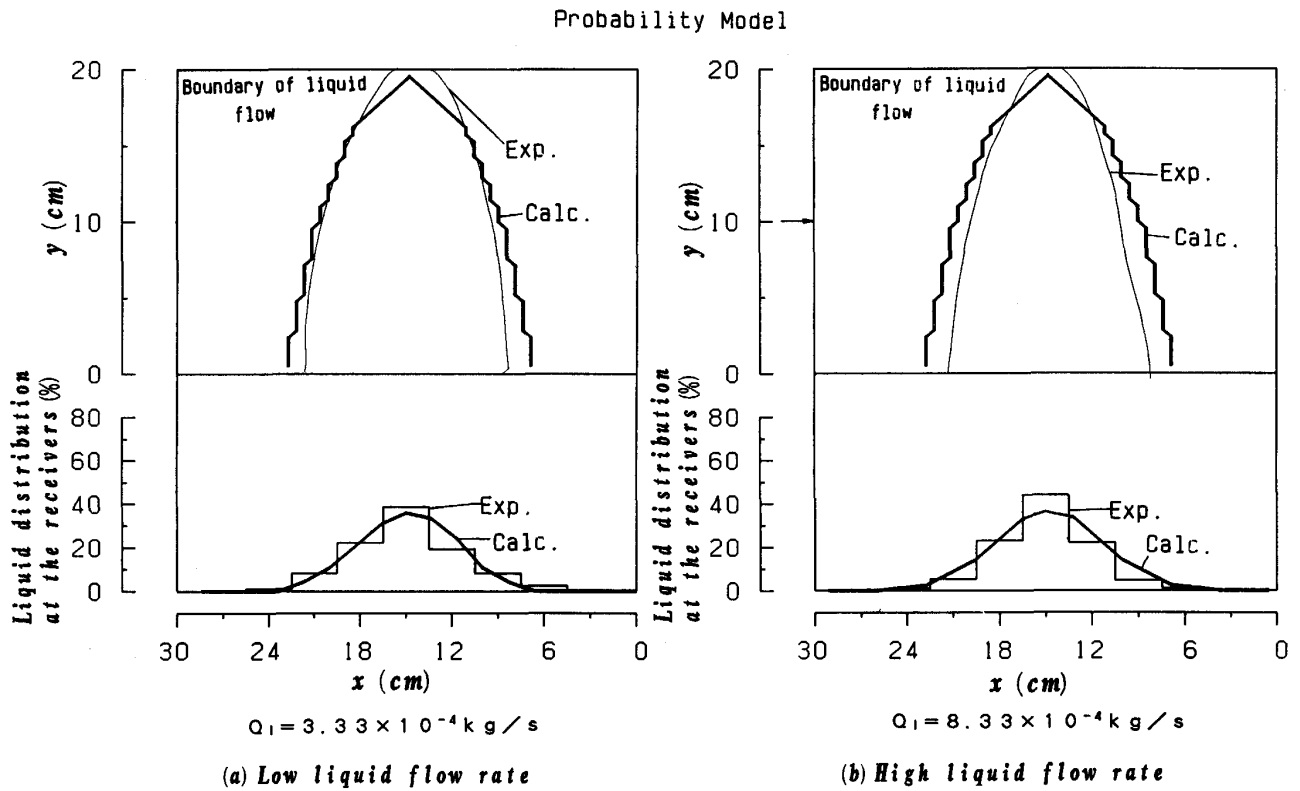 Probability Model
20
10
0
y (cm)
Boundary of liquid
flow
Exp.
Calc.
80
60
40
20
0
Liquid distribution
at the receivers (%)
Exp.
Calc.
30 24 18 12 6 0
x (cm)
Q₁=3.33×10⁻⁴kg/s
(a) Low liquid flow rate
20
10
0
y (cm)
Boundary of liquid
flow
Exp.
Calc.
80
60
40
20
0
Liquid distribution
at the receivers (%)
Exp.
Calc.
30 24 18 12 6 0
x (cm)
Q₁=8.33×10⁻⁴kg/s
(b) High liquid flow rate